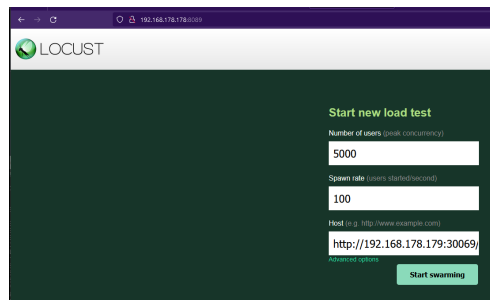 192.168.178.178:8089
LOCUST
Start new load test
Number of users (peak concurrency)
5000
Spawn rate (users started/second)
100
Host (e.g. http://www.example.com)
http://192.168.178.179:30069/
Advanced options
Start swarming